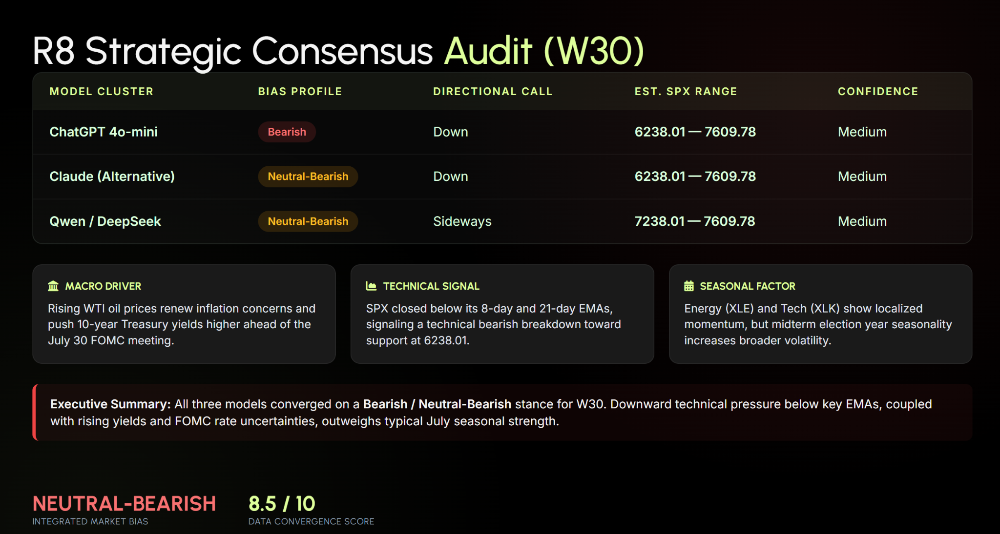 R8 Strategic Consensus Audit (W30)
MODEL CLUSTER BIAS PROFILE DIRECTIONAL CALL EST. SPX RANGE CONFIDENCE
ChatGPT 4o-mini Bearish Down 6238.01 — 7609.78 Medium
Claude (Alternative) Neutral-Bearish Down 6238.01 — 7609.78 Medium
Qwen / DeepSeek Neutral-Bearish Sideways 7238.01 — 7609.78 Medium
MACRO DRIVER
Rising WTI oil prices renew inflation concerns and
push 10-year Treasury yields higher ahead of the
July 30 FOMC meeting.
TECHNICAL SIGNAL
SPX closed below its 8-day and 21-day EMAs,
signaling a technical bearish breakdown toward
support at 6238.01.
SEASONAL FACTOR
Energy (XLE) and Tech (XLK) show localized
momentum, but midterm election year seasonality
increases broader volatility.
Executive Summary: All three models converged on a Bearish / Neutral-Bearish stance for W30. Downward technical pressure below key EMAs, coupled
with rising yields and FOMC rate uncertainties, outweighs typical July seasonal strength.
NEUTRAL-BEARISH
INTEGRATED MARKET BIAS
8.5 / 10
DATA CONVERGENCE SCORE